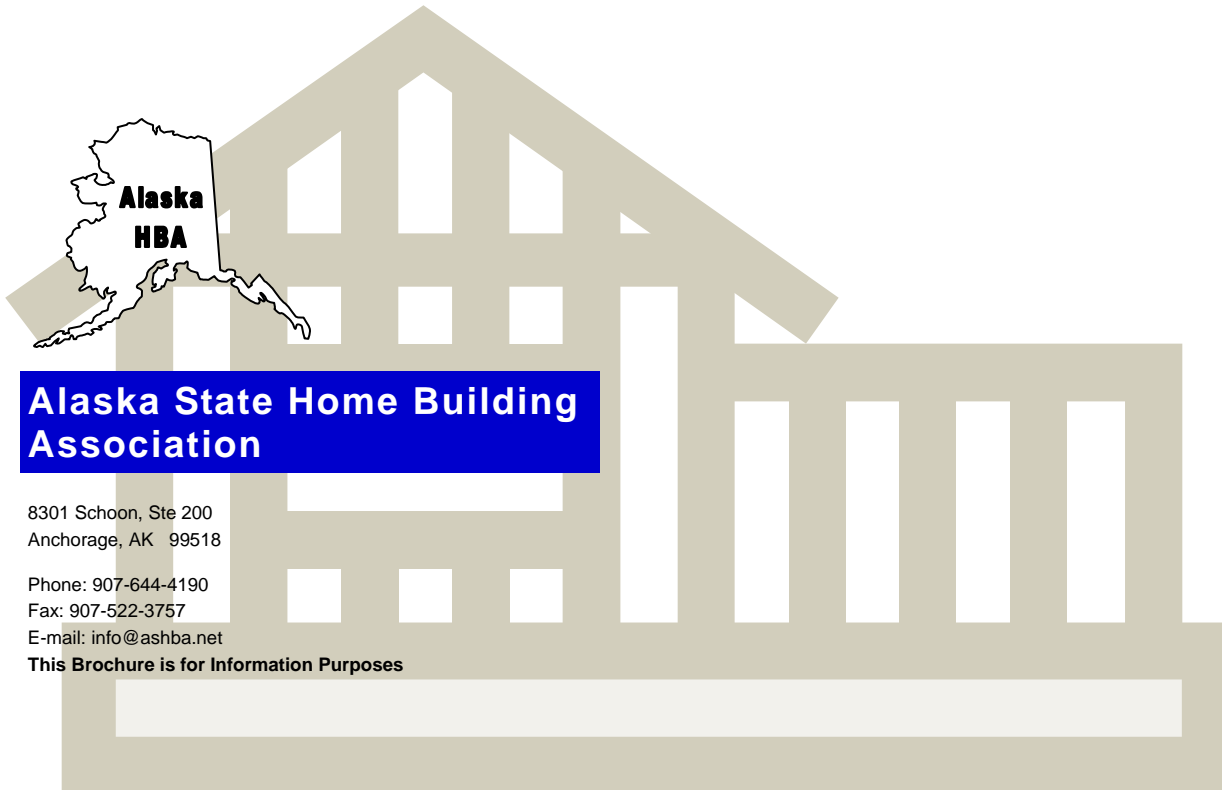 Alaska
HBA
Alaska State Home Building
Association
8301 Schoon, Ste 200
Anchorage, AK 99518
Phone: 907-644-4190
Fax: 907-522-3757
E-mail: info@ashba.net
This Brochure is for Information Purposes